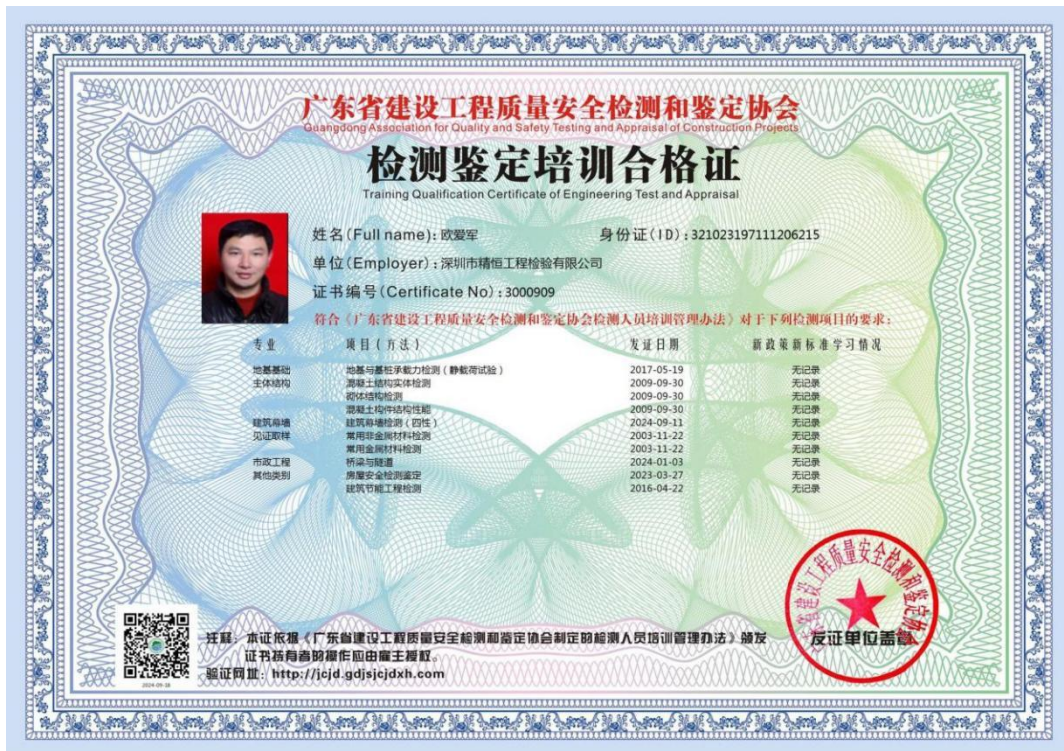 广东省建设工程质量安全检测和鉴定协会
Guangdong Association for Quality and Safety Testing and Appraisal of Construction Projects
检测鉴定培训合格证
Training Qualification Certificate of Engineering Test and Appraisal
姓名(Full name): 欧爱军 身份证(ID): 321023197111206215
单位(Employer): 深圳市精恒工程检验有限公司
证书编号(Certificate No): 3000909
符合《广东省建设工程质量安全检测和鉴定协会检测人员培训管理办法》对于下列检测项目的要求:
专业 项目(方法) 发证日期 新政策新标准学习情况
地基基础 地基与基桩承载力检测(静载荷试验) 2017-05-19 无记录
主体结构 混凝土结构实体检测 2009-09-30 无记录
砌体结构检测 2009-09-30 无记录
混凝土构件结构性能 2009-09-30 无记录
建筑幕墙 建筑幕墙检测(四性) 2024-09-11 无记录
见证取样 常用非金属材料检测 2003-11-22 无记录
常用金属材料检测 2003-11-22 无记录
市政工程 桥梁与隧道 2024-01-03 无记录
其他类别 房屋安全检测鉴定 2023-03-27 无记录
建筑节能工程检测 2016-04-22 无记录
广东省建设工程质量安全检测和鉴定协会
注释: 本证依据《广东省建设工程质量安全检测和鉴定协会制定的检测人员培训管理办法》颁发 发证单位盖章
证书持有者的操作应由雇主授权。
验证网址: http://jcjd.gdjsjcjdxh.com